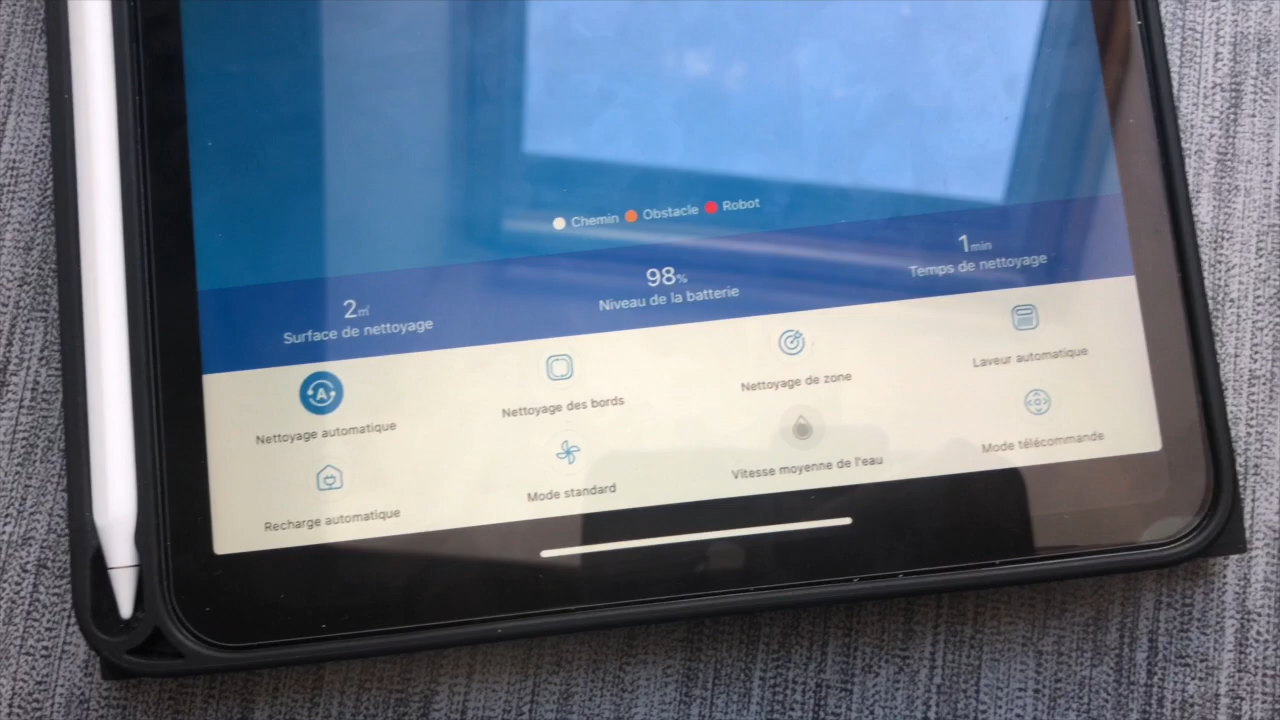 Chemin Obstacle Robot
2㎡
Surface de nettoyage
98%
Niveau de la batterie
1min
Temps de nettoyage
A
Nettoyage automatique
Nettoyage des bords
Nettoyage de zone
Laveur automatique
Recharge automatique
Mode standard
Vitesse moyenne de l'eau
Mode télécommande